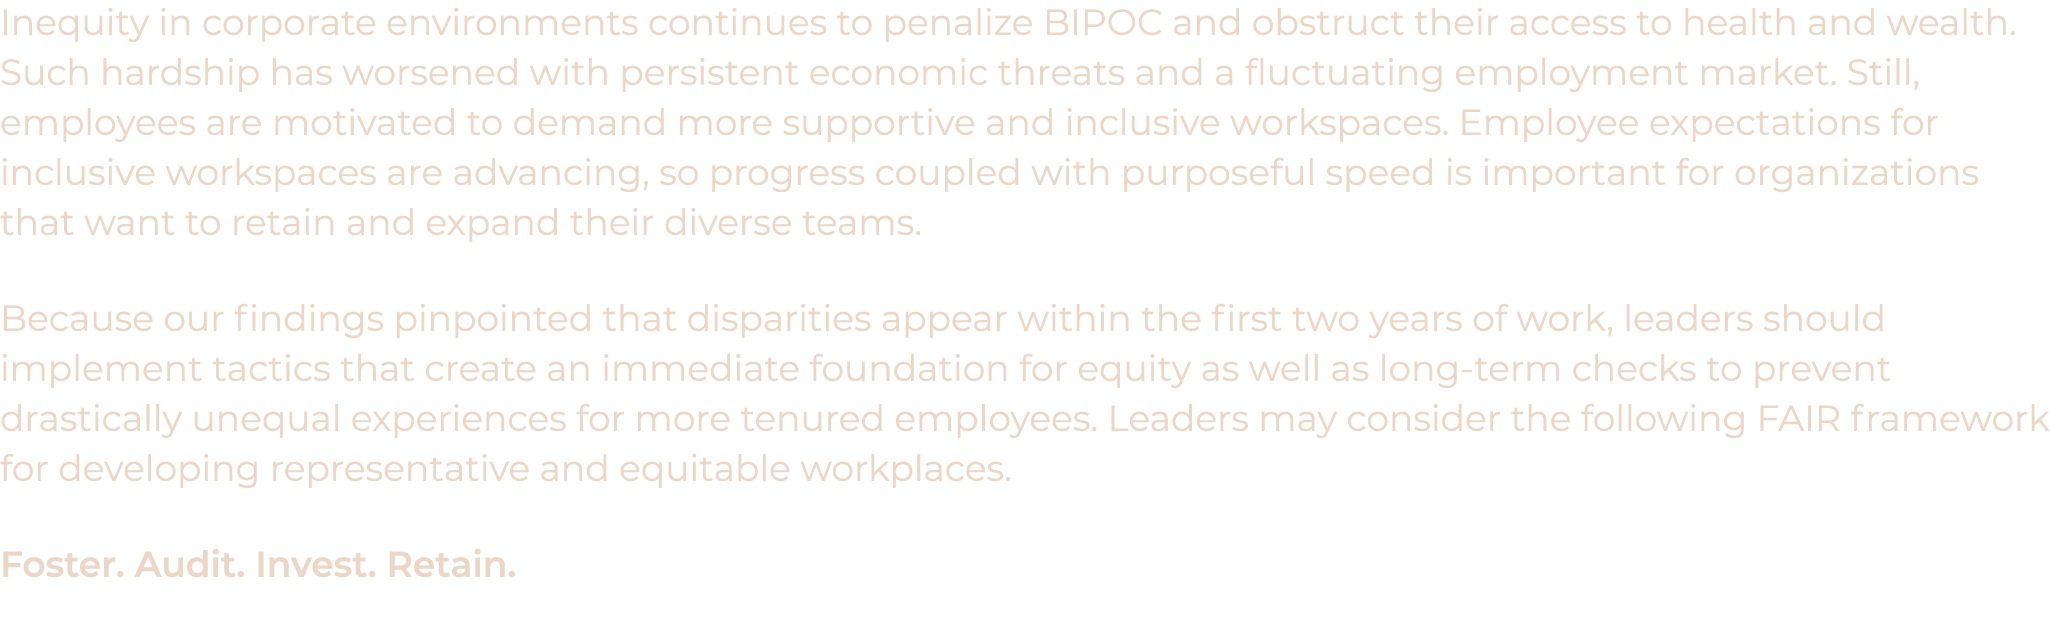 Inequity in corporate environments continues to penalize BIPOC and obstruct their access to health and wealth.
Such hardship has worsened with persistent economic threats and a fluctuating employment market. Still,
employees are motivated to demand more supportive and inclusive workspaces. Employee expectations for
inclusive workspaces are advancing, so progress coupled with purposeful speed is important for organizations
that want to retain and expand their diverse teams.
Because our findings pinpointed that disparities appear within the first two years of work, leaders should
implement tactics that create an immediate foundation for equity as well as long-term checks to prevent
drastically unequal experiences for more tenured employees. Leaders may consider the following FAIR framework
for developing representative and equitable workplaces.
Foster. Audit. Invest. Retain.